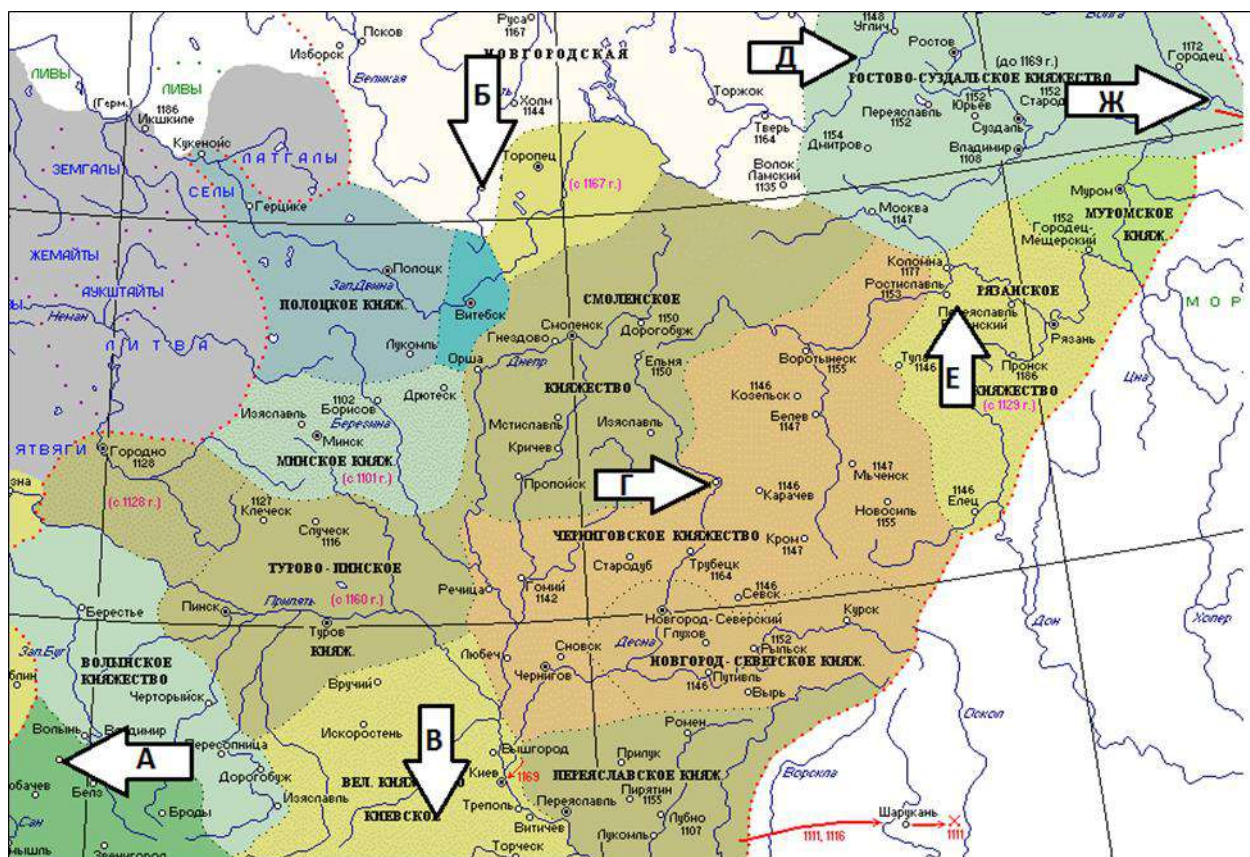 Псков
Изборск
Великая
Руса
1167
НОВГОРОДСКАЯ
Б
Холм
1144
Торжок
Тверь
1164
Волок
Ламский
1135
1148
Углич
Ростов
Волга
1172
Городец
Д
(до 1169 г.)
РОСТОВО-СУЗДАЛЬСКОЕ КНЯЖЕСТВО
Ж
Переяславль
1152
1152
Юрьев
1152
Стард
Суздаль
1154
Дмитров
Владимир
1108
Москва
1147
ЛИВЫ
ЛИВЫ
(Герм.)
1186
Икшкиле
Кукенойс
ЛАТГАЛЫ
ЗЕМГАЛЫ
СЕЛЫ
Герцике
ЖЕМАЙТЫ
АУКШТАЙТЫ
Неман
ЛИТВА
ЯТВЯГИ
Торопец
(с 1167 г.)
Полоцк
Зап.Двина
ПОЛОЦКОЕ КНЯЖ.
Витебск
Лукомль
Орша
СМОЛЕНСКОЕ
КНЯЖЕСТВО
Смоленск
Гнездово
Днепр
1150
Дорогобуж
Ельня
1150
Мстиславль
Изяславль
Кричев
Пропойск
Муром
МУРОМСКОЕ
КНЯЖ.
1152
Городец-
Мещерский
Коломна
1177
Ростиславль
1153
РЯЗАНСКОЕ
КНЯЖЕСТВО
(с 1129 г.)
Переяславль
Рязань
Пронск
1186
Тула
1146
Е
МОР
Цна
Воротынеск
1155
1146
Козельск
Белев
1147
1147
Мьченск
1146
Карачев
Новосиль
1155
1146
Елец
Кром
1147
Г
Дрютеск
1102
Борисов
Березина
Изяславль
Минск
МИНСКОЕ КНЯЖ.
(с 1101 г.)
Городно
1128
(с 1128 г.)
1127
Клеческ
Случеск
1116
ТУРОВО-ПИНСКОЕ
(с 1160 г.)
КНЯЖ.
Пинск
Припять
Туров
Речица
ЧЕРНИГОВСКОЕ КНЯЖЕСТВО
Гомий
1142
Стародуб
Трубецк
1164
1146
Севск
Новгород-Северский
Глухов
Курск
1152
Рыльск
НОВГОРОД-СЕВЕРСКОЕ КНЯЖ.
Десна
Сновск
Любеч
Чернигов
1146
Путивль
Вырь
Дон
Хопер
Оскол
Берестье
Зап.Буг
ВОЛЫНСКОЕ
КНЯЖЕСТВО
Черторыйск
Волынь
Владимир
А
Пересопница
Дорогобуж
Изяславль
Белз
Броды
Сан
Звенигород
Вручий
Искоростень
В
ВЕЛ. КНЯЖЕСТВО
КИЕВСКОЕ
Вышгород
Киев
1169
Треполь
Витичев
Торческ
Ромен
Прилук
ПЕРЕЯСЛАВСКОЕ КНЯЖ.
Пирятин
1155
Переяславль
Лубно
1107
Лукомль
Ворскла
Шарукань
1111, 1116
1111